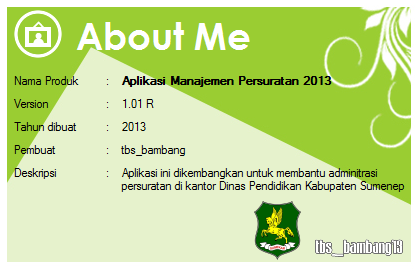 About Me
Nama Produk : Aplikasi Manajemen Persuratan 2013
Version : 1.01 R
Tahun dibuat : 2013
Pembuat : tbs_bambang
Deskripsi : Aplikasi ini dikembangkan untuk membantu adminitrasi
persuratan di kantor Dinas Pendidikan Kabupaten Sumenep
tbs_bambang13